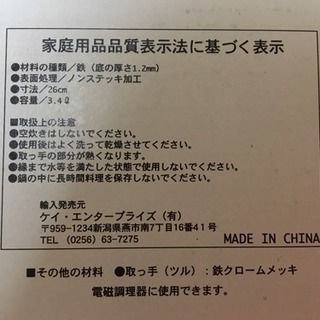 家庭用品品質表示法に基づく表示
●材料の種類／鉄（底の厚さ1.2mm）
●表面処理／ノンステッキ加工
●寸法／26cm
●容量／3.4ℓ
■取扱上の注意
●空炊きはしないでください。
●使用後はよく洗って乾燥させてください。
●取っ手の部分が熱くなります。
●縁まで水等を満たした状態で使用しないでください。
●鍋の中に長時間料理を保存しないでください。
輸入発売元
ケイ・エンタープライズ（有）
〒959-1234新潟県燕市南7丁目16番41号
TEL（0256）63-7275
MADE IN CHINA
■その他の材料 ●取っ手（ツル）：鉄クロームメッキ
電磁調理器に使用できます。